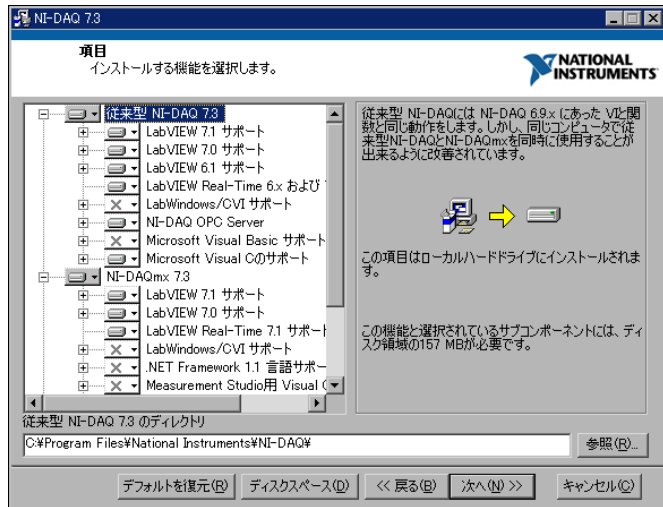 NI-DAQ 7.3
項目
インストールする機能を選択します。
NATIONAL
INSTRUMENTS
従来型 NI-DAQ 7.3
LabVIEW 7.1 サポート
LabVIEW 7.0 サポート
LabVIEW 6.1 サポート
LabVIEW Real-Time 6.x および
LabWindows/CVI サポート
NI-DAQ OPC Server
Microsoft Visual Basic サポート
Microsoft Visual Cのサポート
NI-DAQmx 7.3
LabVIEW 7.1 サポート
LabVIEW 7.0 サポート
LabVIEW Real-Time 7.1 サポート
LabWindows/CVI サポート
.NET Framework 1.1 言語サポー
Measurement Studio用 Visual
従来型 NI-DAQには NI-DAQ 6.9.x にあった VIと関
数と同じ動作をします。しかし、同じコンピュータで従
来型NI-DAQとNI-DAQmxを同時に使用することが
出来るように改善されています。
この項目はローカルハードドライブにインストールされま
す。
この機能と選択されているサブコンポーネントには、ディ
スク領域の157 MBが必要です。
従来型 NI-DAQ 7.3 のディレクトリ
C:¥Program Files¥National Instruments¥NI-DAQ¥
参照(R)...
デフォルトを復元(R) ディスクスペース(D) << 戻る(B) 次へ(N) >> キャンセル(C)